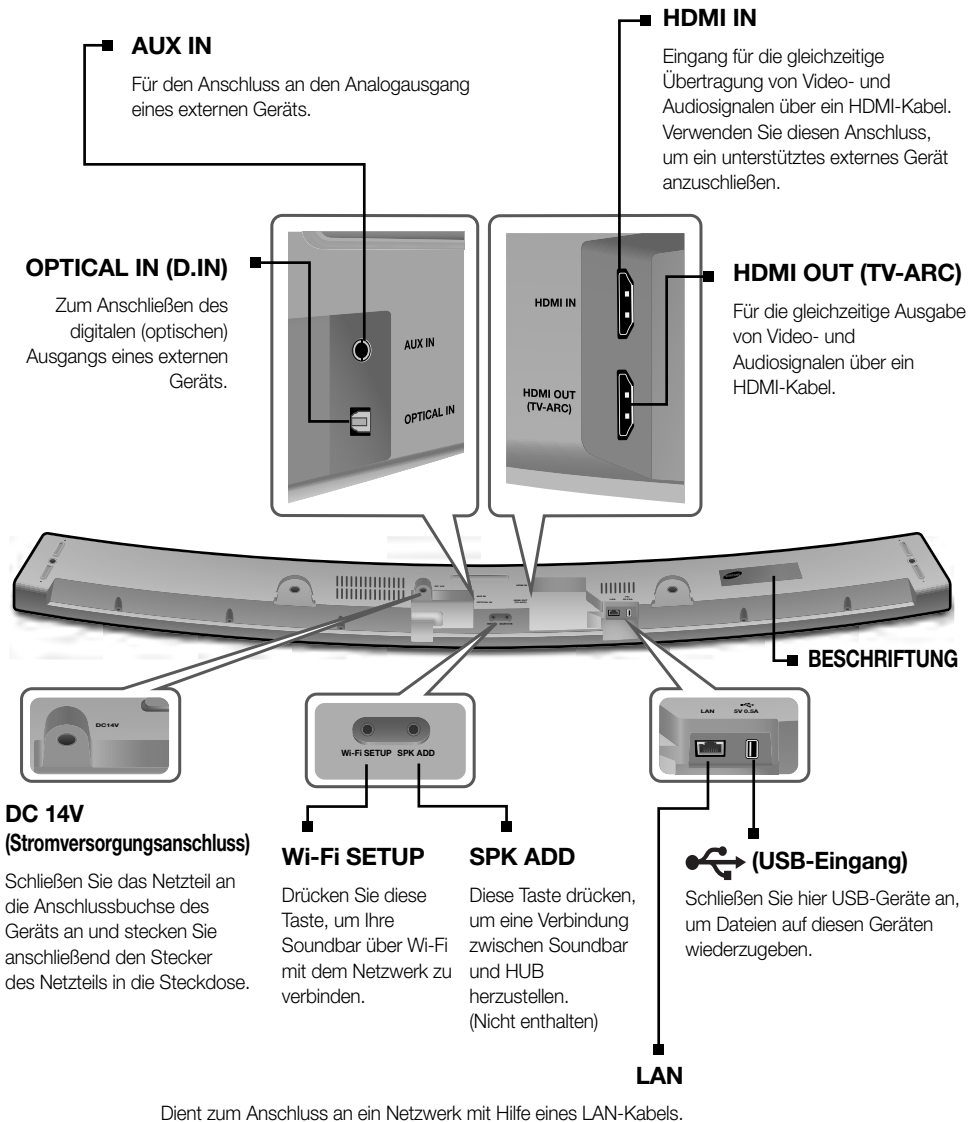 AUX IN
Für den Anschluss an den Analogausgang
eines externen Geräts.
HDMI IN
Eingang für die gleichzeitige
Übertragung von Video- und
Audiosignalen über ein HDMI-Kabel.
Verwenden Sie diesen Anschluss,
um ein unterstütztes externes Gerät
anzuschließen.
OPTICAL IN (D.IN)
Zum Anschließen des
digitalen (optischen)
Ausgangs eines externen
Geräts.
AUX IN
OPTICAL IN
HDMI IN
HDMI OUT
(TV-ARC)
HDMI OUT (TV-ARC)
Für die gleichzeitige Ausgabe
von Video- und
Audiosignalen über ein
HDMI-Kabel.
BESCHRIFTUNG
DC14V
Wi-Fi SETUP SPK ADD
LAN
5V 0.5A
DC 14V
(Stromversorgungsanschluss)
Schließen Sie das Netzteil an
die Anschlussbuchse des
Geräts an und stecken Sie
anschließend den Stecker
des Netzteils in die Steckdose.
Wi-Fi SETUP
Drücken Sie diese
Taste, um Ihre
Soundbar über Wi-Fi
mit dem Netzwerk zu
verbinden.
SPK ADD
Diese Taste drücken,
um eine Verbindung
zwischen Soundbar
und HUB
herzustellen.
(Nicht enthalten)
(USB-Eingang)
Schließen Sie hier USB-Geräte an,
um Dateien auf diesen Geräten
wiederzugeben.
LAN
Dient zum Anschluss an ein Netzwerk mit Hilfe eines LAN-Kabels.